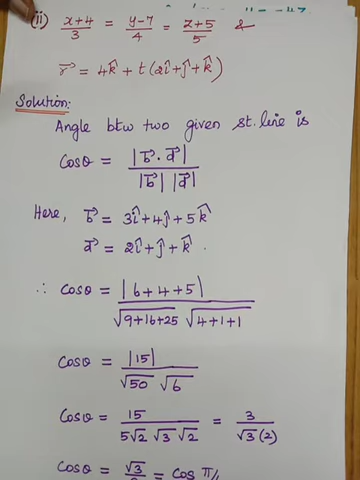 (ii) x+4/3 = y-7/4 = z+5/5 &
r⃗ = 4k̂ + t(2î+ĵ+k̂)
Solution:
Angle btw two given st. line is
Cosθ = |b⃗ · d⃗| / |b⃗| |d⃗|
Here, b⃗ = 3î+4ĵ+5k̂
d⃗ = 2î+ĵ+k̂.
∴ Cosθ = |6+4+5| / √9+16+25 √4+1+1
Cosθ = |15| / √50 √6
Cosθ = 15 / 5√2 √3 √2 = 3 / √3(2)
Cosθ = √3 = Cos π/